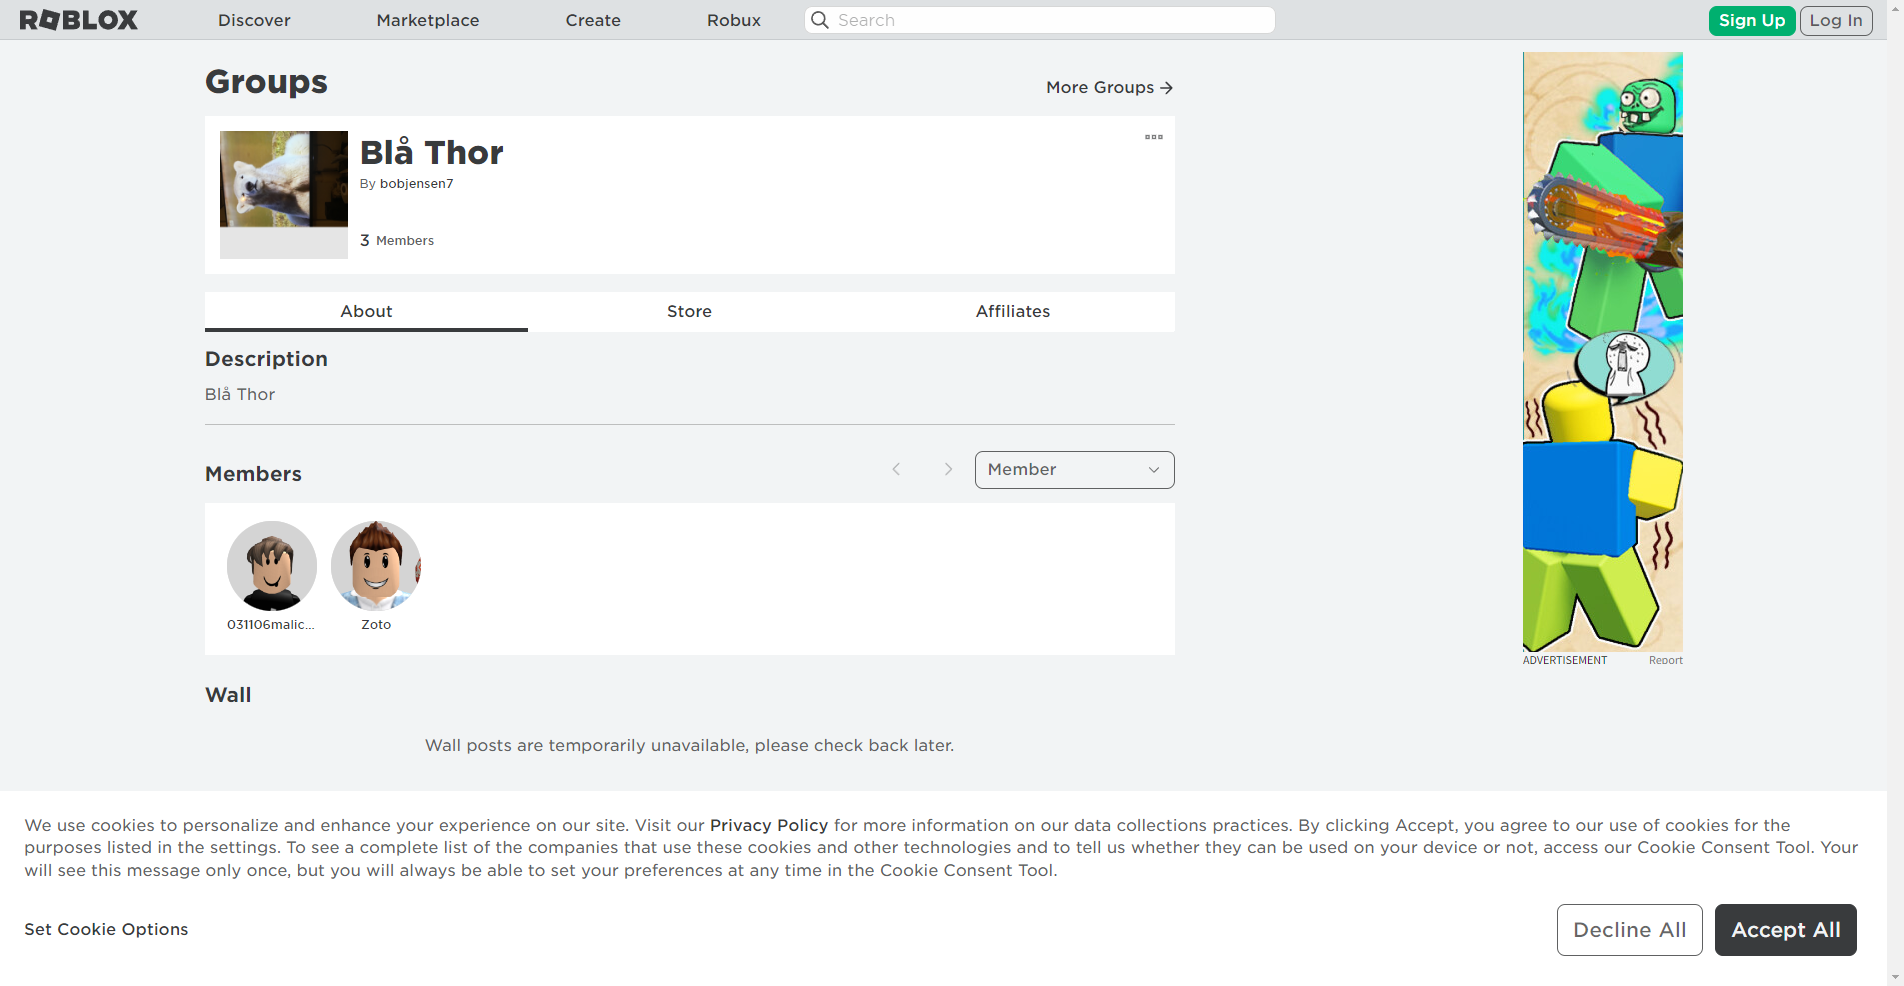 ROBLOX
Discover
Marketplace
Create
Robux
Search
Sign Up
Log In
Groups
More Groups
Blå Thor
By bobjensen7
3 Members
About
Store
Affiliates
Description
Blå Thor
Members
Member
031106malic...
Zoto
ADVERTISEMENT
Report
Wall
Wall posts are temporarily unavailable, please check back later.
We use cookies to personalize and enhance your experience on our site. Visit our Privacy Policy for more information on our data collections practices. By clicking Accept, you agree to our use of cookies for the
purposes listed in the settings. To see a complete list of the companies that use these cookies and other technologies and to tell us whether they can be used on your device or not, access our Cookie Consent Tool. Your
will see this message only once, but you will always be able to set your preferences at any time in the Cookie Consent Tool.
Set Cookie Options
Decline All
Accept All